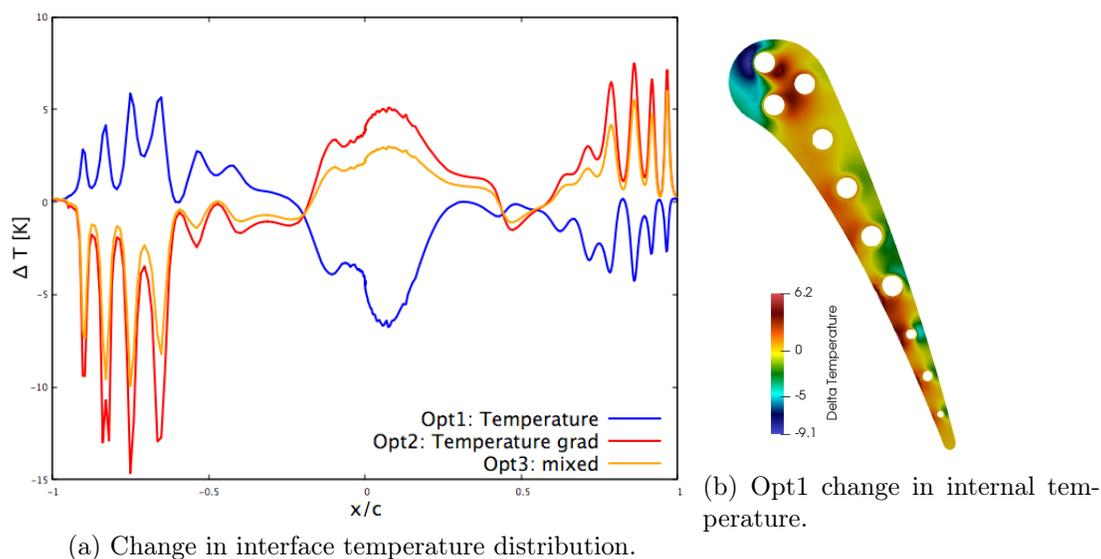 10
5
0
−5
−10
−15
Δ T [K]
-1
-0.5
0
0.5
1
x/c
Opt1: Temperature
Opt2: Temperature grad
Opt3: mixed
(a) Change in interface temperature distribution.
6.2
0
-5
-9.1
Delta Temperature
(b) Opt1 change in internal tem-
perature.